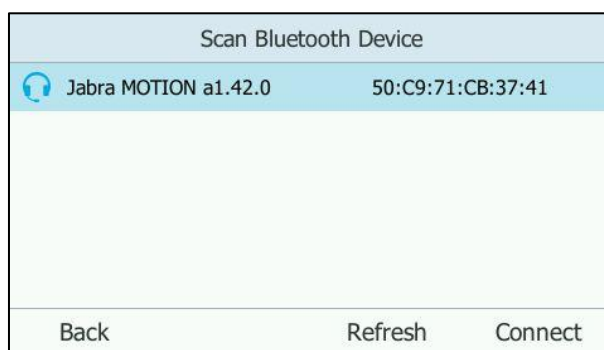 Scan Bluetooth Device
Jabra MOTION a1.42.0 50:C9:71:CB:37:41
Back Refresh Connect